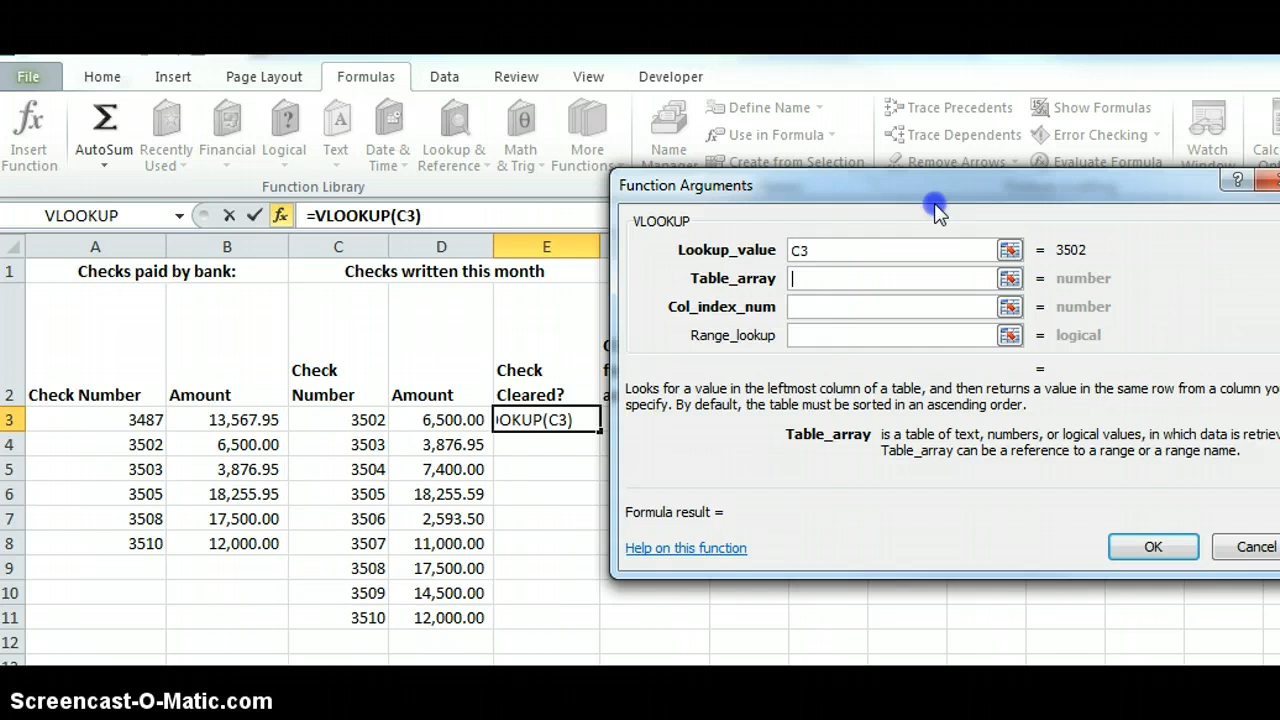 File Home Insert Page Layout Formulas Data Review View Developer
fx Σ ? A θ
Define Name Trace Precedents Show Formulas
Insert Function AutoSum Recently Used Financial Logical Text Date & Time Lookup & Reference Math & Trig More Functions Name Manager fx Use in Formula Trace Dependents Error Checking Watch Window
Create from Selection Remove Arrows Evaluate Formula
Function Library
Function Arguments ?
VLOOKUP fx =VLOOKUP(C3)
VLOOKUP
Lookup_value C3 = 3502
Table_array = number
Col_index_num = number
Range_lookup = logical
=
Looks for a value in the leftmost column of a table, and then returns a value in the same row from a column yo
specify. By default, the table must be sorted in an ascending order.
Table_array is a table of text, numbers, or logical values, in which data is retrie
Table_array can be a reference to a range or a range name.
Formula result =
Help on this function OK Cancel
A B C D E
1 Checks paid by bank: Checks written this month
2 Check Number Amount Check Number Amount Check Cleared?
3 3487 13,567.95 3502 6,500.00 OKUP(C3)
4 3502 6,500.00 3503 3,876.95
5 3503 3,876.95 3504 7,400.00
6 3505 18,255.95 3505 18,255.59
7 3508 17,500.00 3506 2,593.50
8 3510 12,000.00 3507 11,000.00
9 3508 17,500.00
10 3509 14,500.00
11 3510 12,000.00
12
Screencast-O-Matic.com